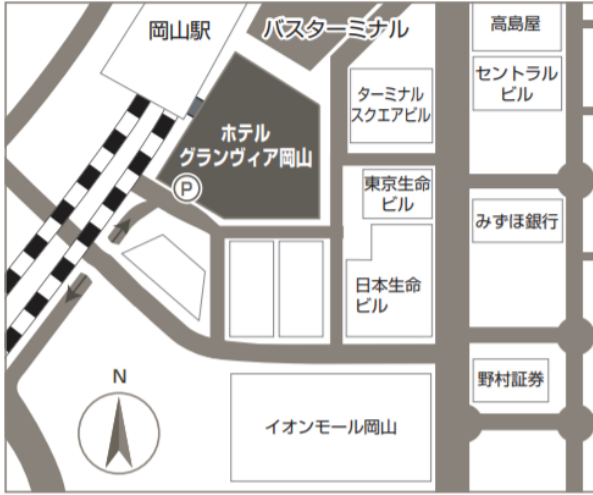 岡山駅
バスターミナル
高島屋
セントラル
ビル
ターミナル
スクエアビル
ホテル
グランヴィア岡山
P
東京生命
ビル
みずほ銀行
日本生命
ビル
野村証券
N
イオンモール岡山